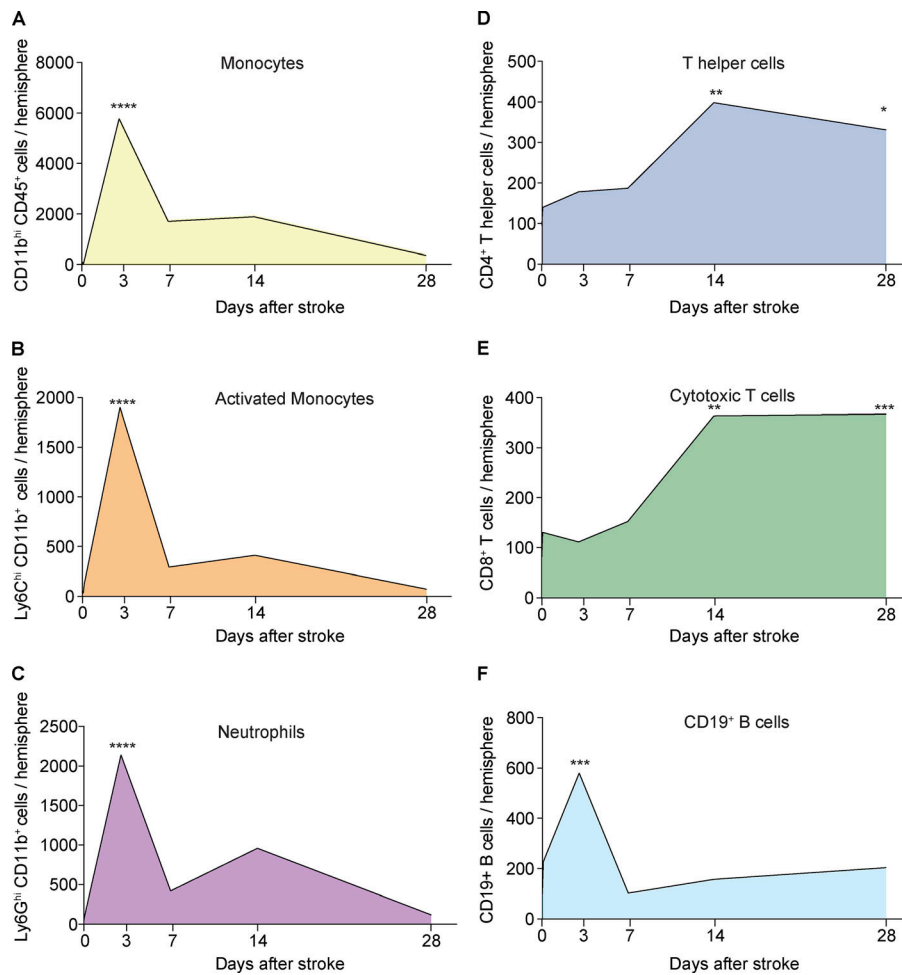 A
Monocytes
CD11bʰⁱ CD45⁺ cells / hemisphere
8000
6000
4000
2000
0
****
0 3 7 14 28
Days after stroke
B
Activated Monocytes
Ly6Cʰⁱ CD11b⁺ cells / hemisphere
2000
1500
1000
500
0
****
0 3 7 14 28
Days after stroke
C
Neutrophils
Ly6Gʰⁱ CD11b⁺ cells / hemisphere
2500
2000
1500
1000
500
0
****
0 3 7 14 28
Days after stroke
D
T helper cells
CD4⁺ T helper cells / hemisphere
500
400
300
200
100
0
**
*
0 3 7 14 28
Days after stroke
E
Cytotoxic T cells
CD8⁺ T cells / hemisphere
400
300
200
100
0
**
***
0 3 7 14 28
Days after stroke
F
CD19⁺ B cells
CD19+ B cells / hemisphere
800
600
400
200
0
***
0 3 7 14 28
Days after stroke